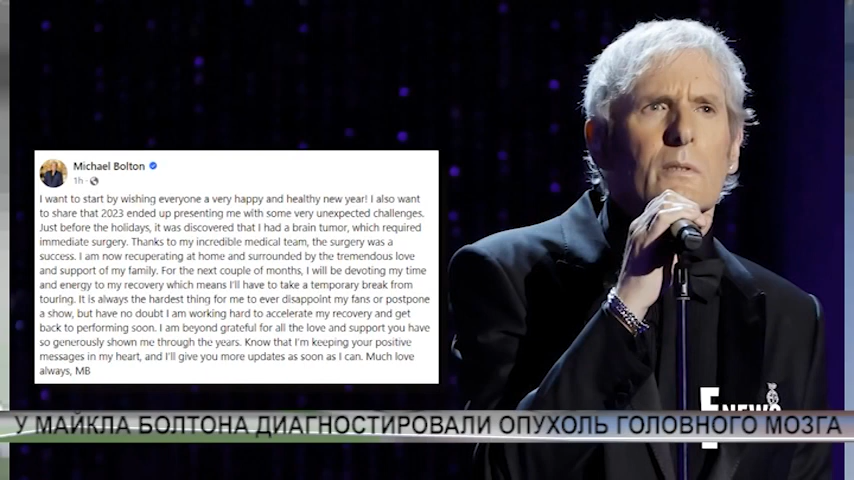 Michael Bolton
1h
I want to start by wishing everyone a very happy and healthy new year! I also want
to share that 2023 ended up presenting me with some very unexpected challenges.
Just before the holidays, it was discovered that I had a brain tumor, which required
immediate surgery. Thanks to my incredible medical team, the surgery was a
success. I am now recuperating at home and surrounded by the tremendous love
and support of my family. For the next couple of months, I will be devoting my time
and energy to my recovery which means I'll have to take a temporary break from
touring. It is always the hardest thing for me to ever disappoint my fans or postpone
a show, but have no doubt I am working hard to accelerate my recovery and get
back to performing soon. I am beyond grateful for all the love and support you have
so generously shown me through the years. Know that I'm keeping your positive
messages in my heart, and I'll give you more updates as soon as I can. Much love
always, MB
E NEWS
У МАЙКЛА БОЛТОНА ДИАГНОСТИРОВАЛИ ОПУХОЛЬ ГОЛОВНОГО МОЗГА